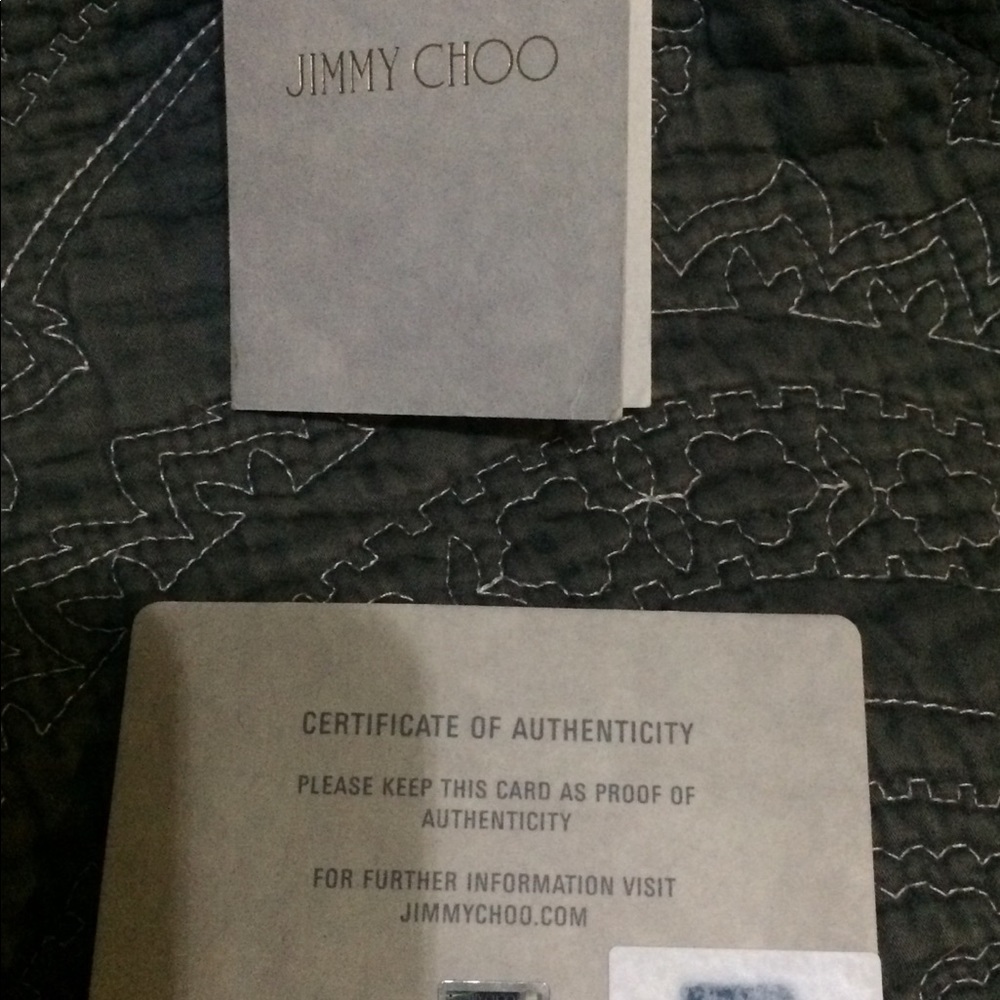 JIMMY CHOO
CERTIFICATE OF AUTHENTICITY
PLEASE KEEP THIS CARD AS PROOF OF
AUTHENTICITY
FOR FURTHER INFORMATION VISIT
JIMMYCHOO.COM